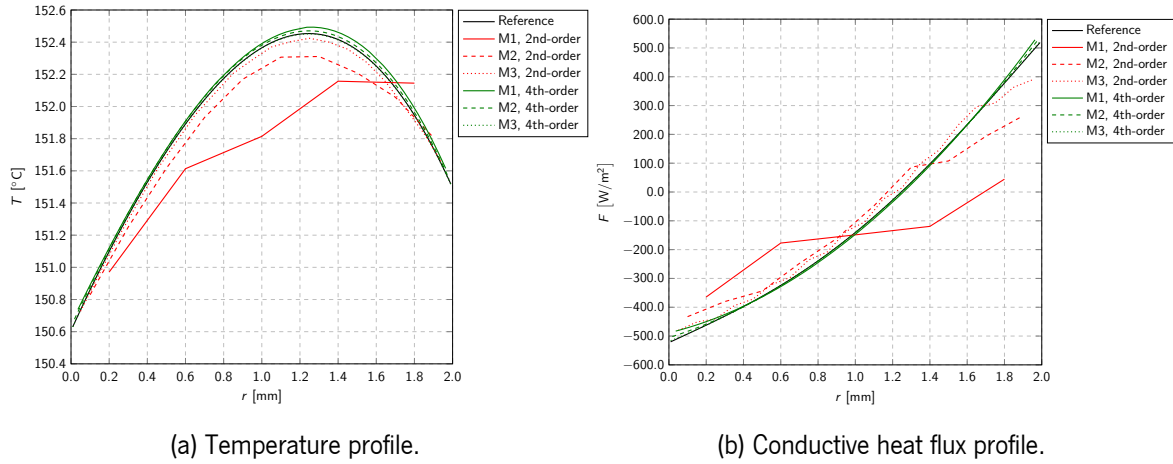 152.6
152.4
152.2
152.0
151.8
151.6
151.4
151.2
151.0
150.8
150.6
150.4
T [°C]
0.0 0.2 0.4 0.6 0.8 1.0 1.2 1.4 1.6 1.8 2.0
r [mm]
Reference
M1, 2nd-order
M2, 2nd-order
M3, 2nd-order
M1, 4th-order
M2, 4th-order
M3, 4th-order
(a) Temperature profile.
600.0
500.0
400.0
300.0
200.0
100.0
0.0
−100.0
−200.0
−300.0
−400.0
−500.0
−600.0
F [W/m²]
0.0 0.2 0.4 0.6 0.8 1.0 1.2 1.4 1.6 1.8 2.0
r [mm]
Reference
M1, 2nd-order
M2, 2nd-order
M3, 2nd-order
M1, 4th-order
M2, 4th-order
M3, 4th-order
(b) Conductive heat flux profile.